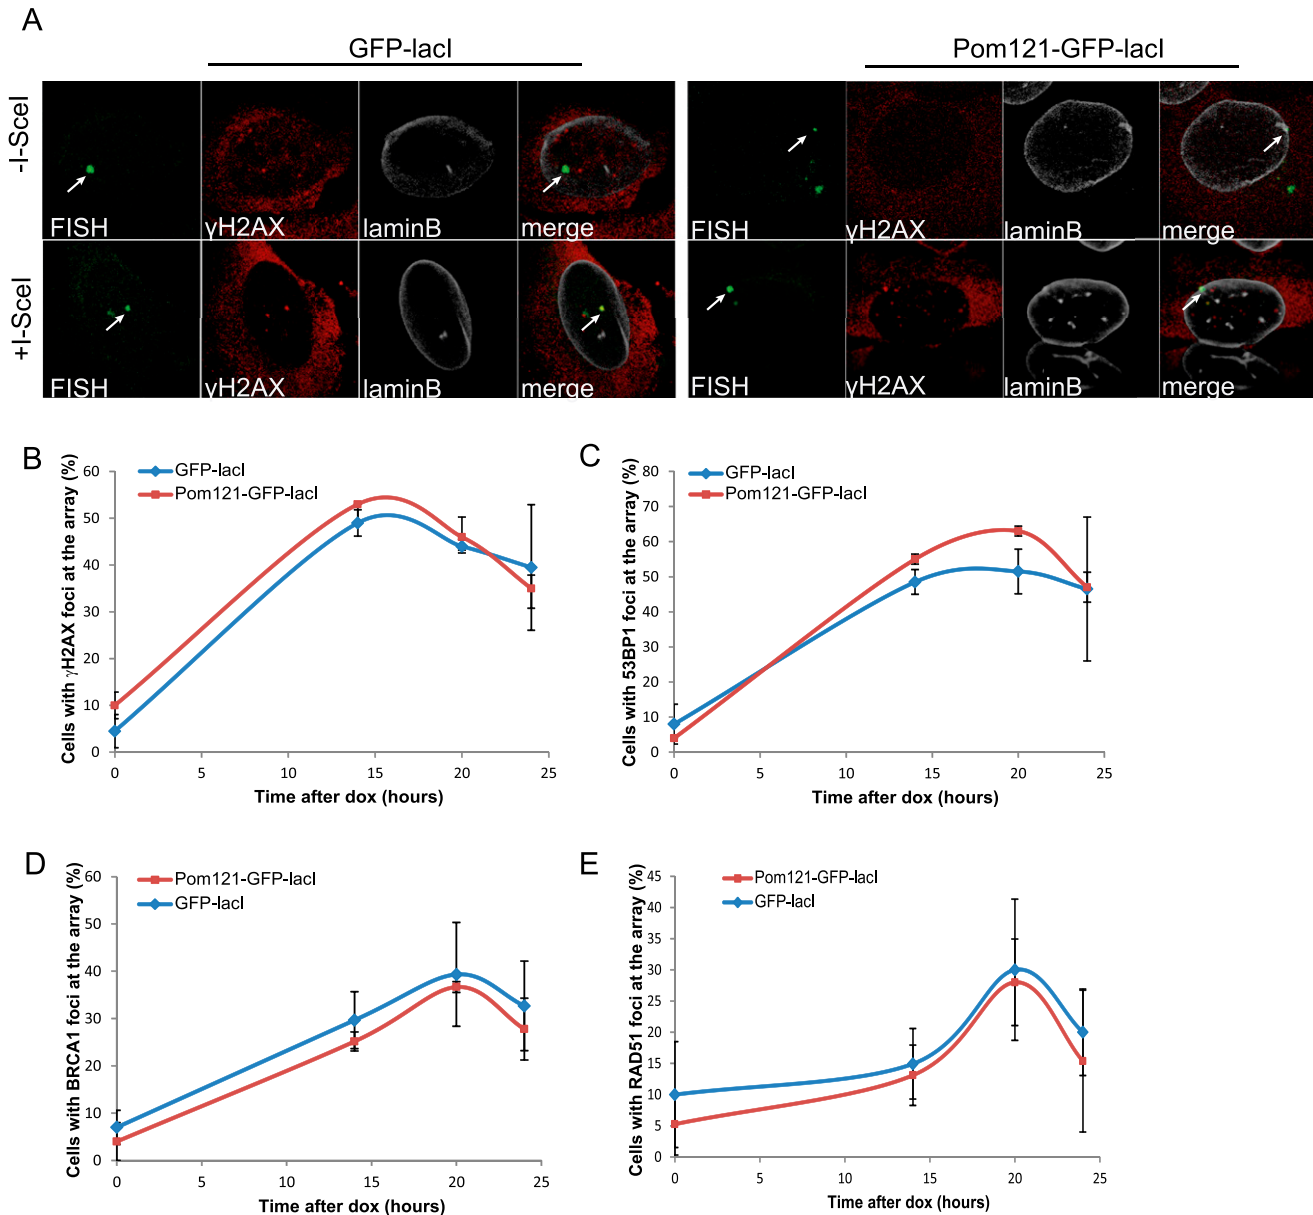 A
GFP-lacI
Pom121-GFP-lacI
-I-SceI
FISH
γH2AX
laminB
merge
FISH
γH2AX
laminB
merge
+I-SceI
FISH
γH2AX
laminB
merge
FISH
γH2AX
laminB
merge
B
GFP-lacI
Pom121-GFP-lacI
Cells with γH2AX foci at the array (%)
60
50
40
30
20
10
0
0 5 10 15 20 25
Time after dox (hours)
C
GFP-lacI
Pom121-GFP-lacI
Cells with 53BP1 foci at the array (%)
80
70
60
50
40
30
20
10
0
0 5 10 15 20 25
Time after dox (hours)
D
Pom121-GFP-lacI
GFP-lacI
Cells with BRCA1 foci at the array (%)
60
50
40
30
20
10
0
0 5 10 15 20 25
Time after dox (hours)
E
Pom121-GFP-lacI
GFP-lacI
Cells with RAD51 foci at the array (%)
45
40
35
30
25
20
15
10
5
0
0 5 10 15 20 25
Time after dox (hours)